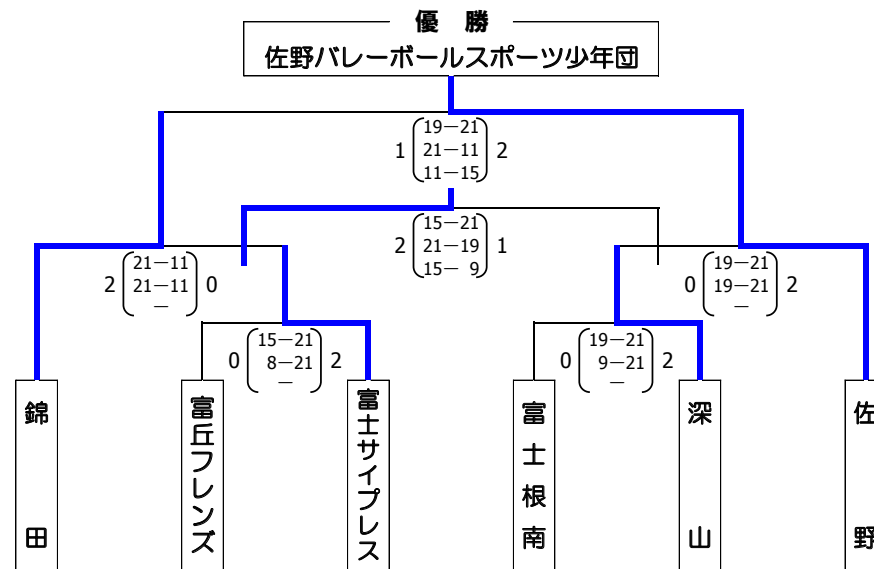 優 勝
佐野バレーボールスポーツ少年団
1 19－21 2
21－11
11－15
2 15－21 1
21－19
15－ 9
2 21－11 0
21－11
－
0 19－21 2
19－21
－
0 15－21 2
8－21
－
0 19－21 2
9－21
－
錦田
富丘フレンズ
富士サイプレス
富士根南
深山
佐野